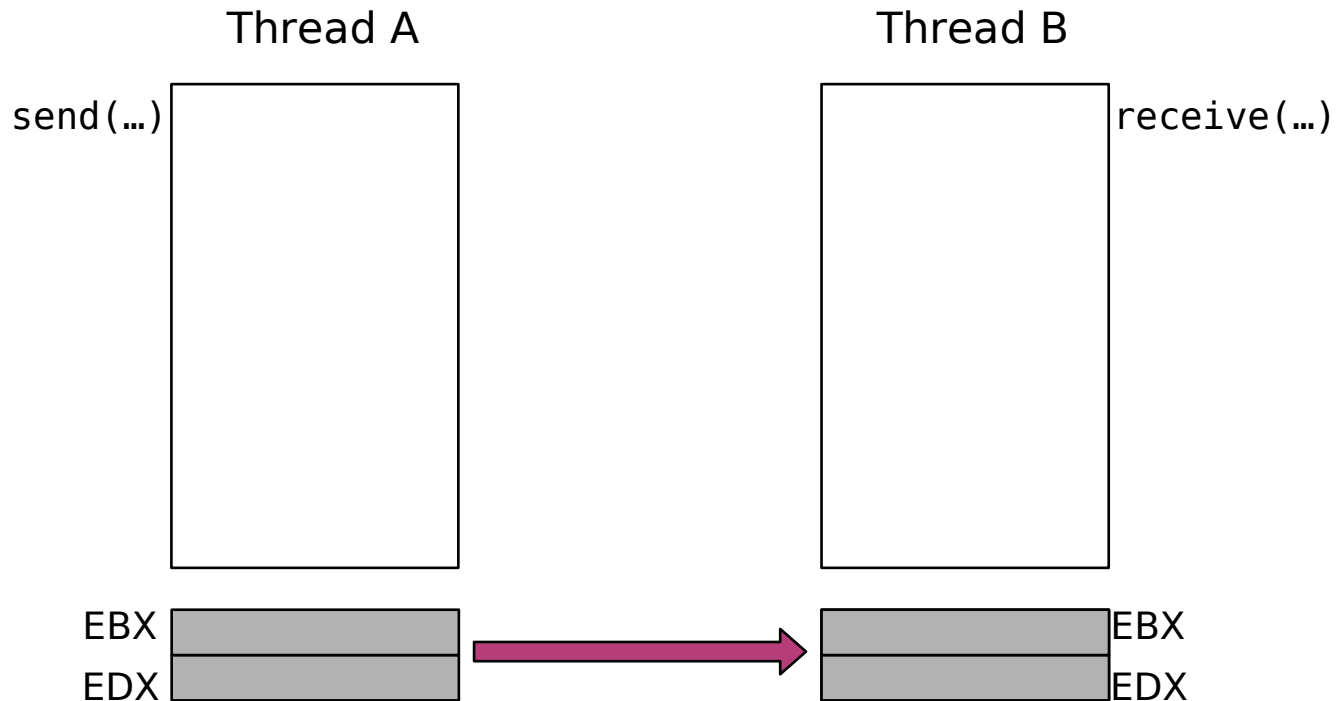 Thread A
Thread B
send(…)
receive(…)
EBX
EBX
EDX
EDX